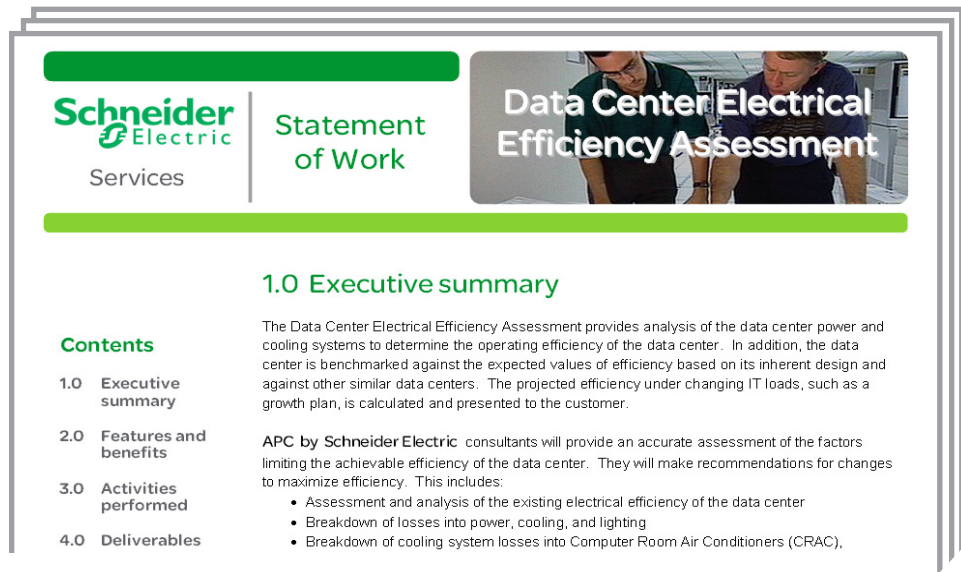 Schneider
Electric
Services
Statement
of Work
Data Center Electrical
Efficiency Assessment
Contents
1.0 Executive
summary
2.0 Features and
benefits
3.0 Activities
performed
4.0 Deliverables
1.0 Executive summary
The Data Center Electrical Efficiency Assessment provides analysis of the data center power and
cooling systems to determine the operating efficiency of the data center. In addition, the data
center is benchmarked against the expected values of efficiency based on its inherent design and
against other similar data centers. The projected efficiency under changing IT loads, such as a
growth plan, is calculated and presented to the customer.
APC by Schneider Electric consultants will provide an accurate assessment of the factors
limiting the achievable efficiency of the data center. They will make recommendations for changes
to maximize efficiency. This includes:
• Assessment and analysis of the existing electrical efficiency of the data center
• Breakdown of losses into power, cooling, and lighting
• Breakdown of cooling system losses into Computer Room Air Conditioners (CRAC),